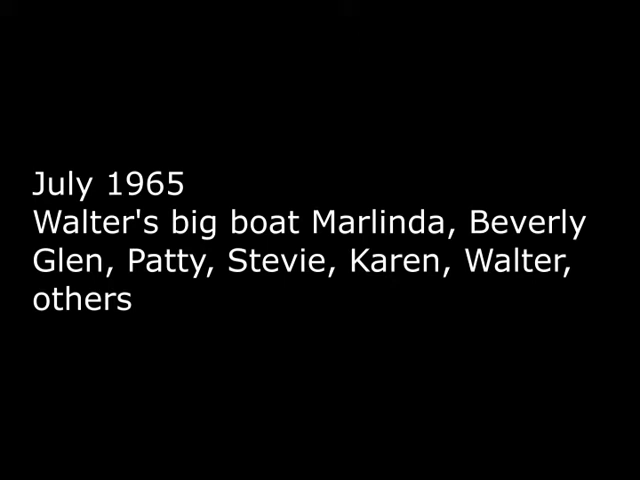 July 1965
Walter's big boat Marlinda, Beverly
Glen, Patty, Stevie, Karen, Walter,
others